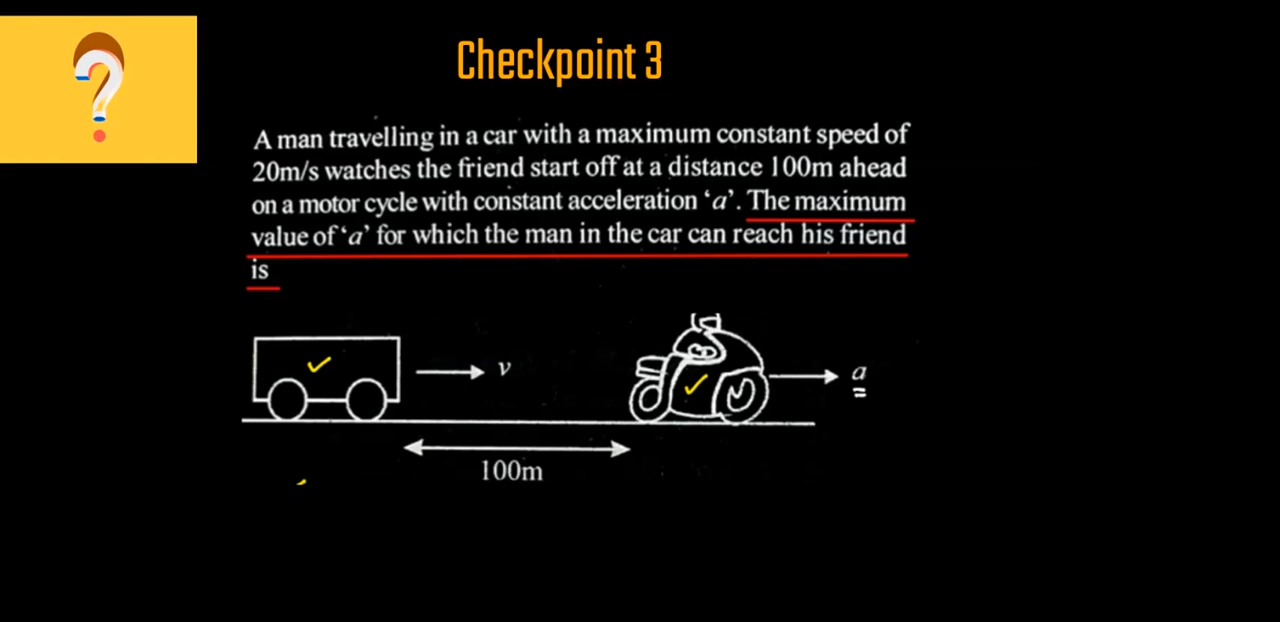 Checkpoint 3
A man travelling in a car with a maximum constant speed of
20m/s watches the friend start off at a distance 100m ahead
on a motor cycle with constant acceleration ‘a’. The maximum
value of ‘a’ for which the man in the car can reach his friend
is
v
a
100m